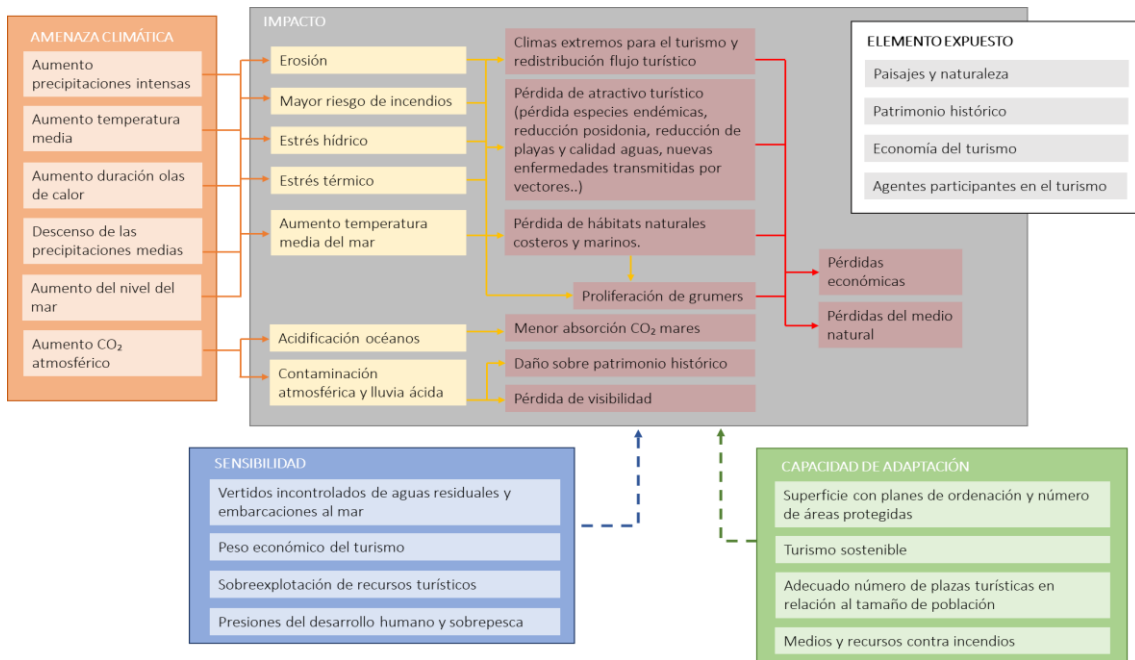 AMENAZA CLIMÁTICA
Aumento
precipitaciones intensas
Aumento temperatura
media
Aumento duración olas
de calor
Descenso de las
precipitaciones medias
Aumento del nivel del
mar
Aumento CO₂
atmosférico
IMPACTO
Erosión
Mayor riesgo de incendios
Estrés hídrico
Estrés térmico
Aumento temperatura
media del mar
Acidificación océanos
Contaminación
atmosférica y lluvia ácida
Climas extremos para el turismo y
redistribución flujo turístico
Pérdida de atractivo turístico
(pérdida especies endémicas,
reducción posidonia, reducción de
playas y calidad aguas, nuevas
enfermedades transmitidas por
vectores..)
Pérdida de hábitats naturales
costeros y marinos.
Proliferación de grumers
Menor absorción CO₂ mares
Daño sobre patrimonio histórico
Pérdida de visibilidad
Pérdidas
económicas
Pérdidas del medio
natural
ELEMENTO EXPUESTO
Paisajes y naturaleza
Patrimonio histórico
Economía del turismo
Agentes participantes en el turismo
SENSIBILIDAD
Vertidos incontrolados de aguas residuales y
embarcaciones al mar
Peso económico del turismo
Sobreexplotación de recursos turísticos
Presiones del desarrollo humano y sobrepesca
CAPACIDAD DE ADAPTACIÓN
Superficie con planes de ordenación y número
de áreas protegidas
Turismo sostenible
Adecuado número de plazas turísticas en
relación al tamaño de población
Medios y recursos contra incendios